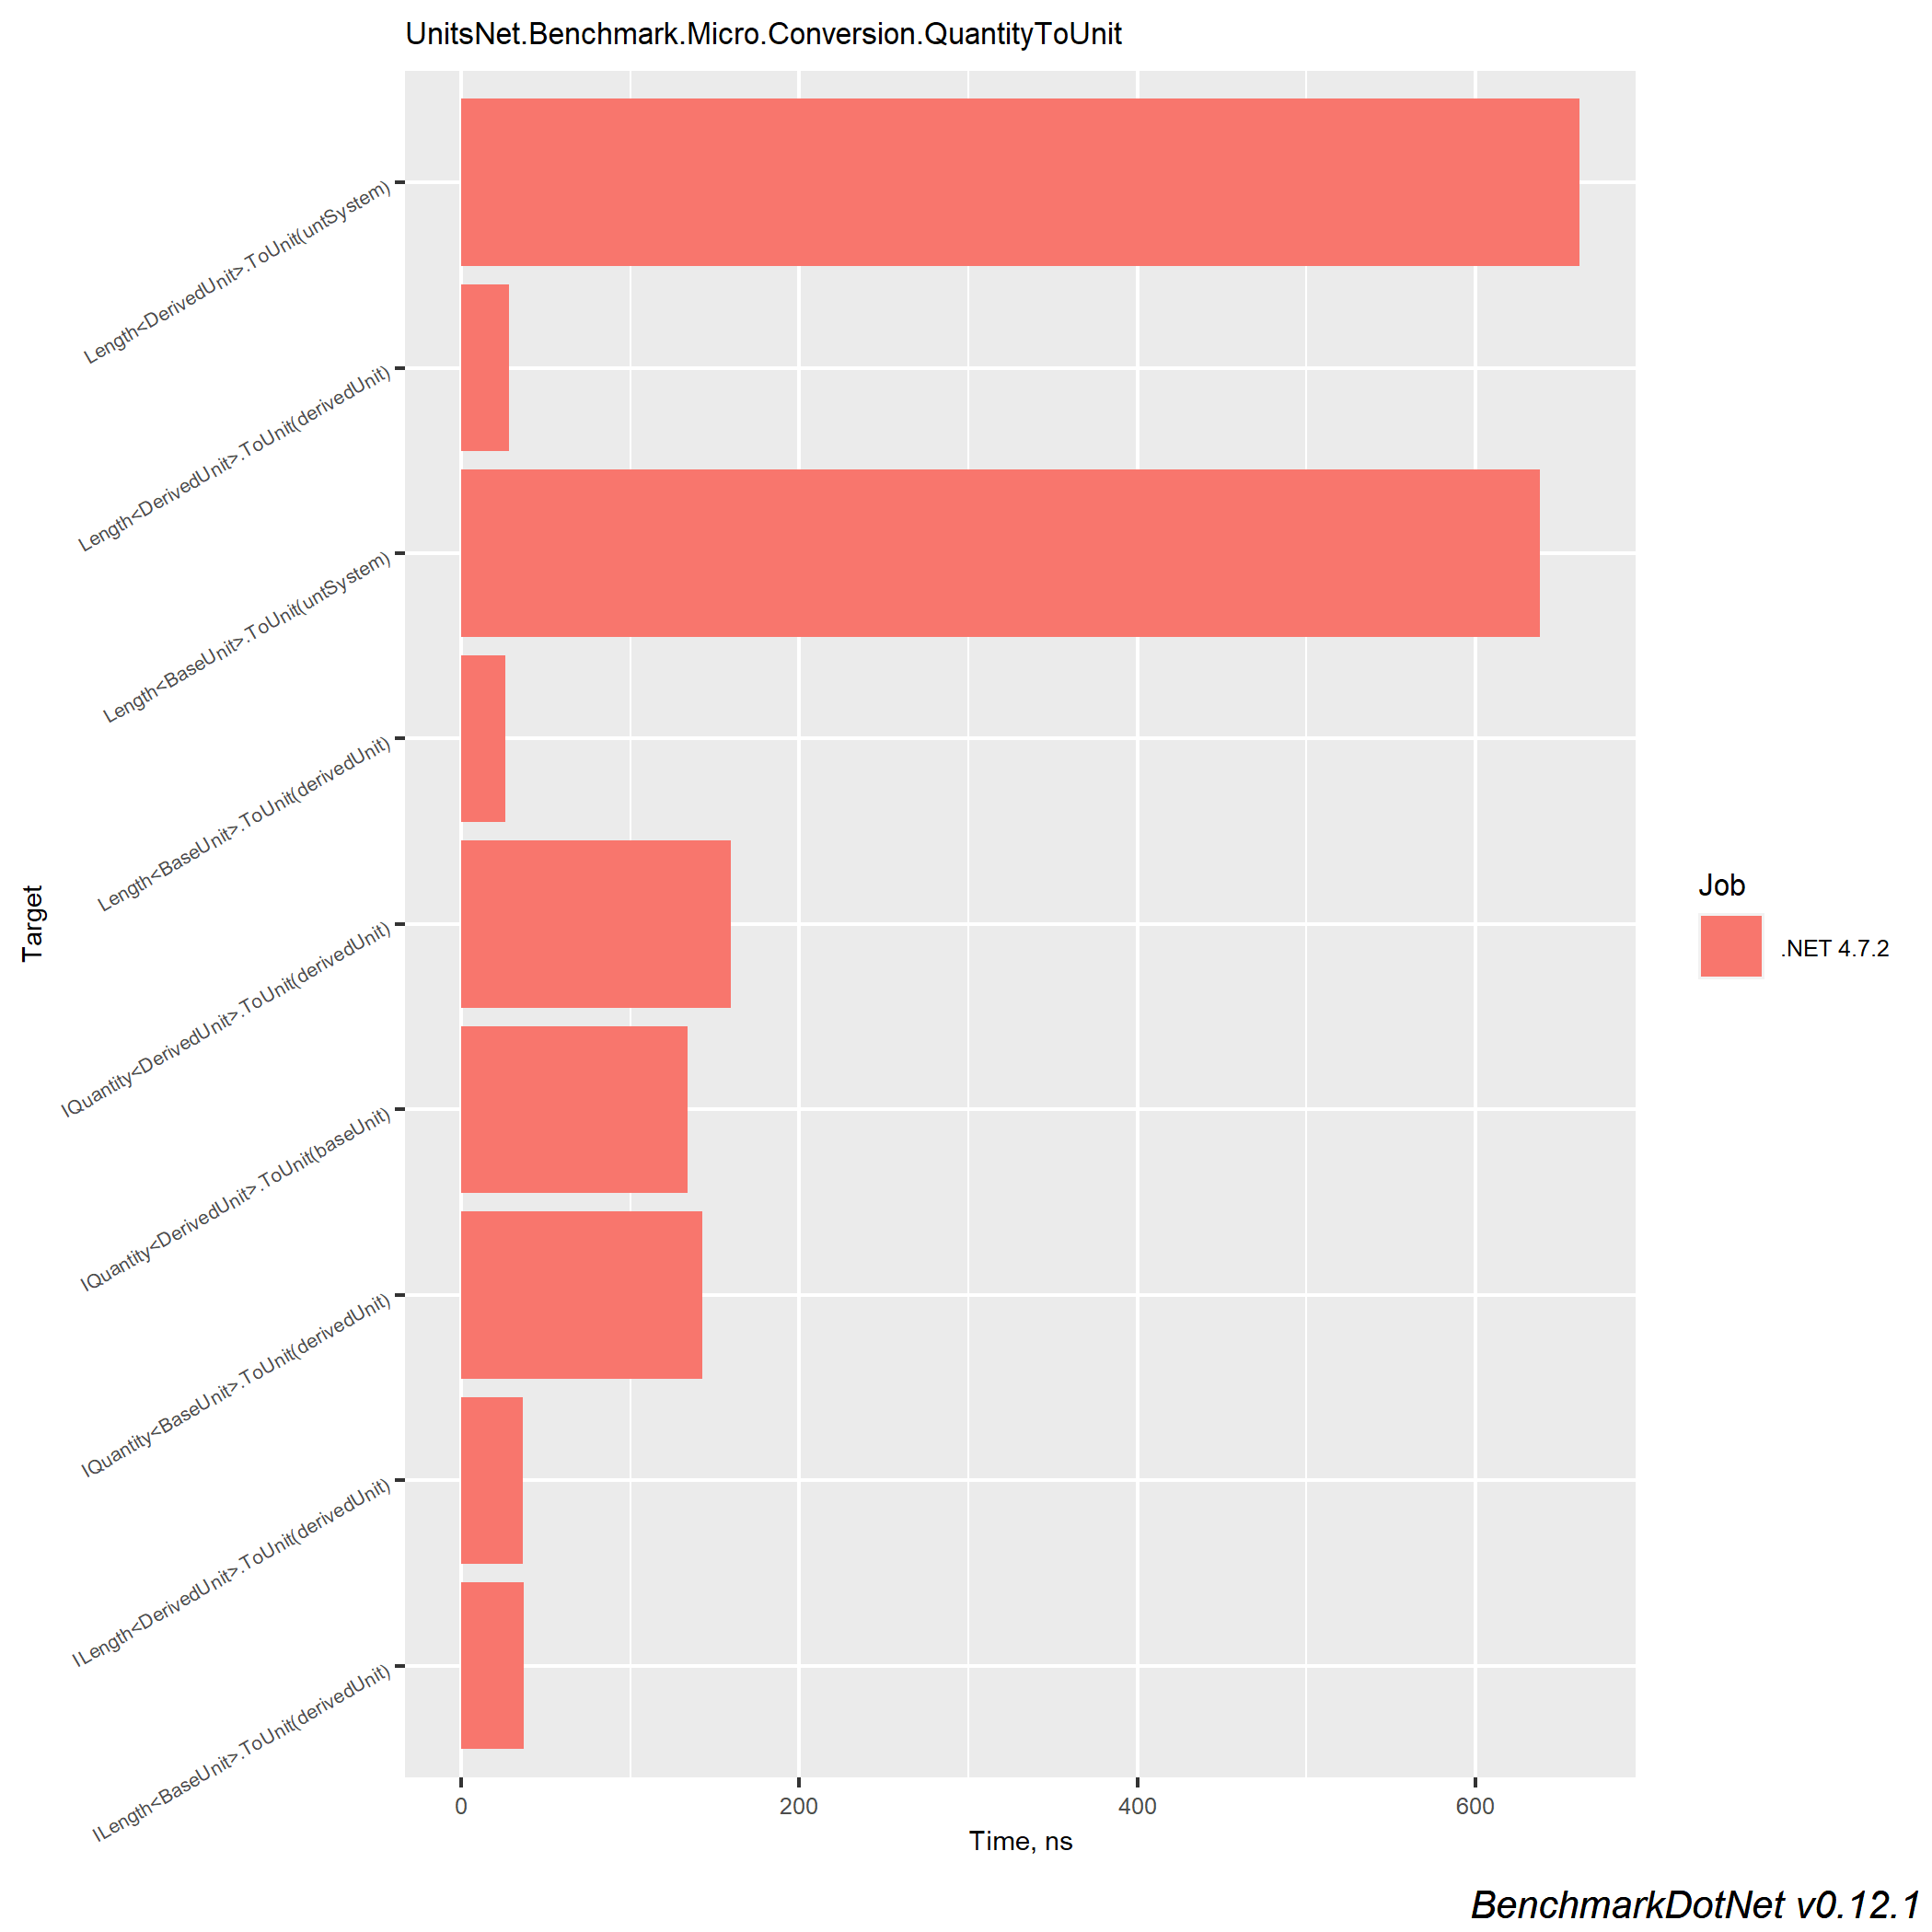 UnitsNet.Benchmark.Micro.Conversion.QuantityToUnit
Length<DerivedUnit>.ToUnit(untSystem)
Length<DerivedUnit>.ToUnit(derivedUnit)
Length<BaseUnit>.ToUnit(untSystem)
Length<BaseUnit>.ToUnit(derivedUnit)
IQuantity<DerivedUnit>.ToUnit(derivedUnit)
IQuantity<DerivedUnit>.ToUnit(baseUnit)
IQuantity<BaseUnit>.ToUnit(derivedUnit)
ILength<DerivedUnit>.ToUnit(derivedUnit)
ILength<BaseUnit>.ToUnit(derivedUnit)
Target
0 200 400 600
Time, ns
Job
.NET 4.7.2
BenchmarkDotNet v0.12.1